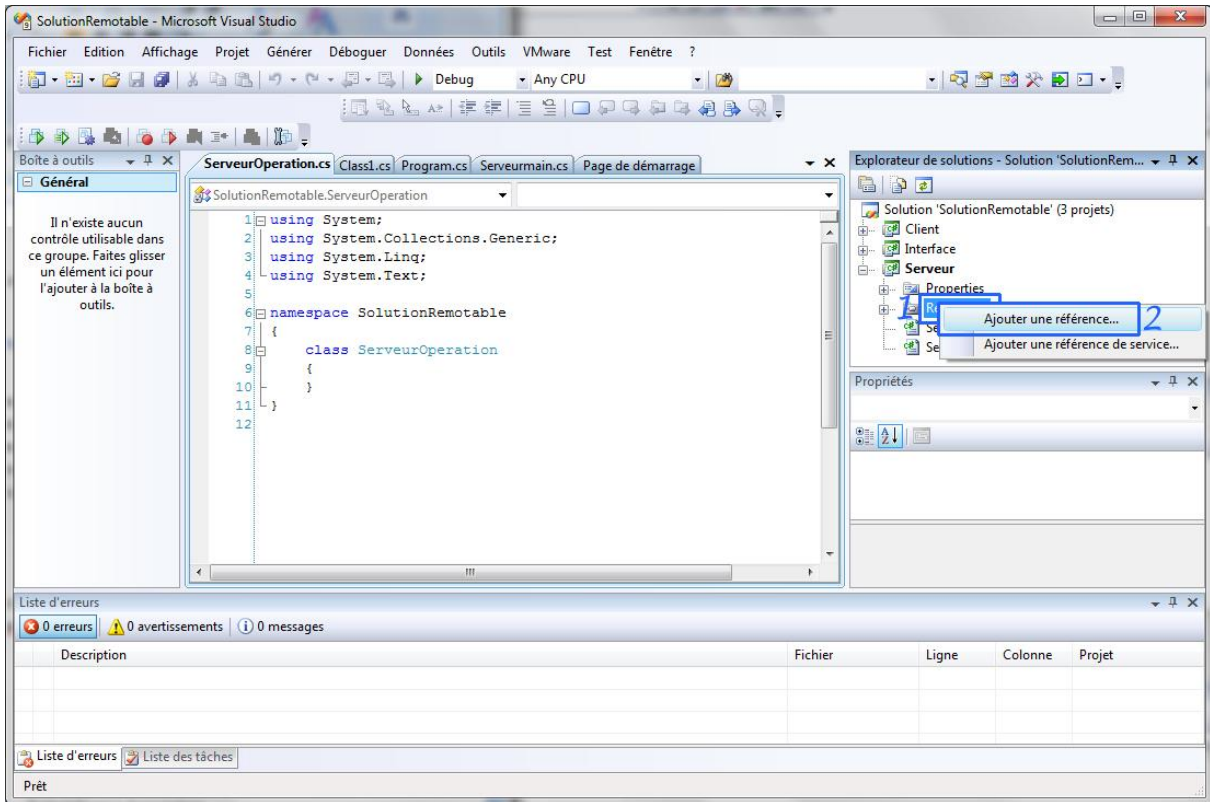 SolutionRemotable - Microsoft Visual Studio
Fichier Edition Affichage Projet Générer Déboguer Données Outils VMware Test Fenêtre ?
Debug Any CPU
Boîte à outils
Général
Il n'existe aucun
contrôle utilisable dans
ce groupe. Faites glisser
un élément ici pour
l'ajouter à la boîte à
outils.
ServeurOperation.cs Class1.cs Program.cs Serveurmain.cs Page de démarrage
SolutionRemotable.ServeurOperation
1 using System;
2 using System.Collections.Generic;
3 using System.Linq;
4 using System.Text;
5
6 namespace SolutionRemotable
7 {
8 class ServeurOperation
9 {
10 }
11 }
12
Explorateur de solutions - Solution 'SolutionRem...
Solution 'SolutionRemotable' (3 projets)
Client
Interface
Serveur
Properties
1 Ré
Ajouter une référence... 2
Se
Ajouter une référence de service...
Se
Propriétés
Liste d'erreurs
0 erreurs 0 avertissements 0 messages
Description Fichier Ligne Colonne Projet
Liste d'erreurs Liste des tâches
Prêt